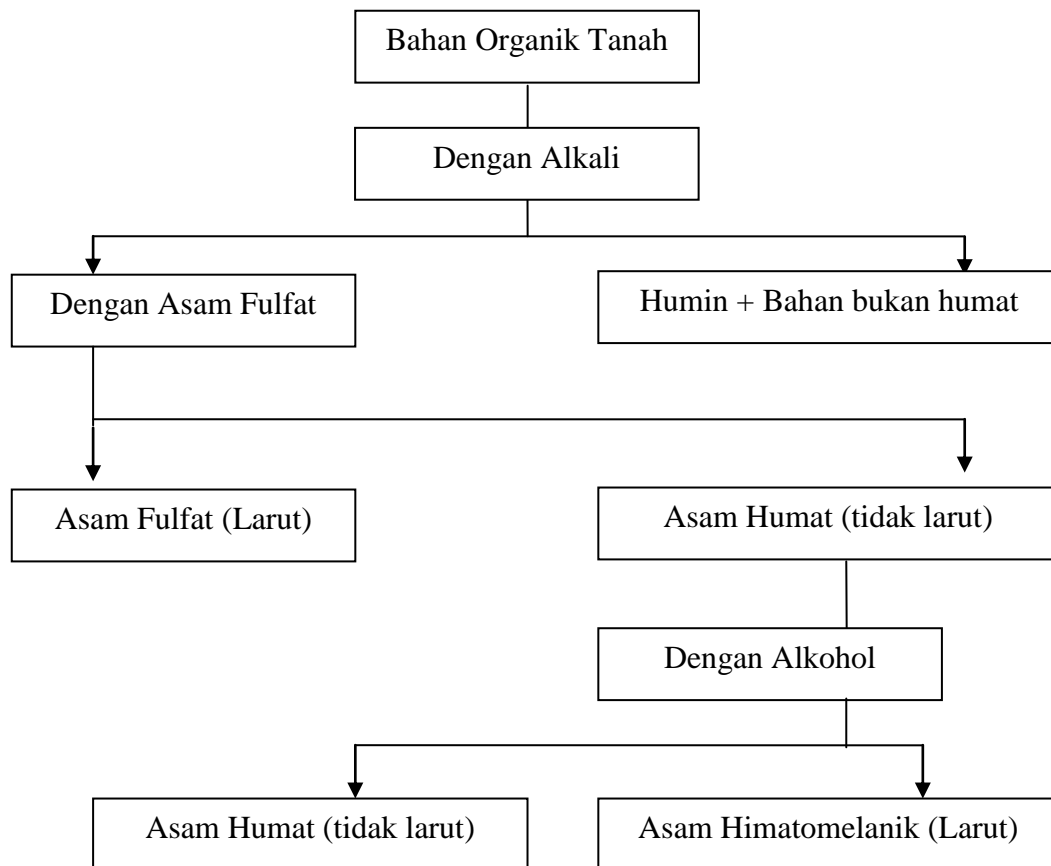 Bahan Organik Tanah
Dengan Alkali
Dengan Asam Fulfat
Humin + Bahan bukan humat
Asam Fulfat (Larut)
Asam Humat (tidak larut)
Dengan Alkohol
Asam Humat (tidak larut)
Asam Himatomelanik (Larut)